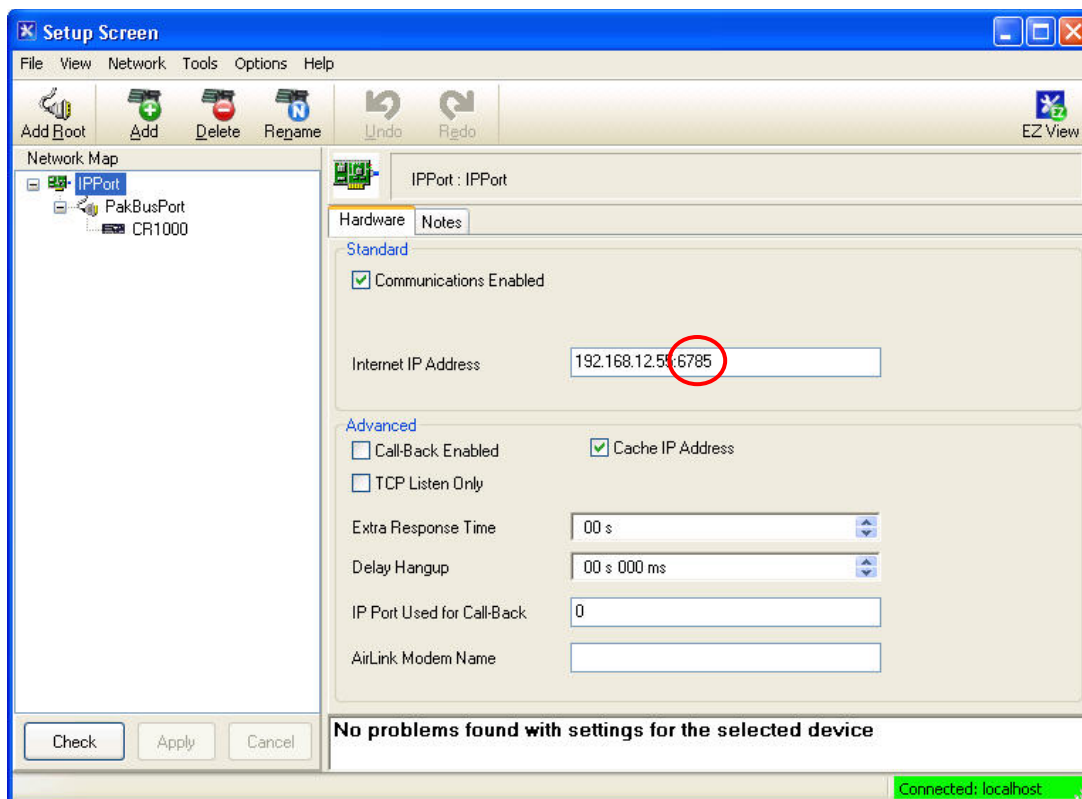 Setup Screen
File View Network Tools Options Help
Add Root Add Delete Rename Undo Redo EZ View
Network Map
IPPort
PakBusPort
CR1000
IPPort : IPPort
Hardware Notes
Standard
Communications Enabled
Internet IP Address 192.168.12.55:6785
Advanced
Call-Back Enabled Cache IP Address
TCP Listen Only
Extra Response Time 00 s
Delay Hangup 00 s 000 ms
IP Port Used for Call-Back 0
AirLink Modem Name
Check Apply Cancel
No problems found with settings for the selected device
Connected: localhost